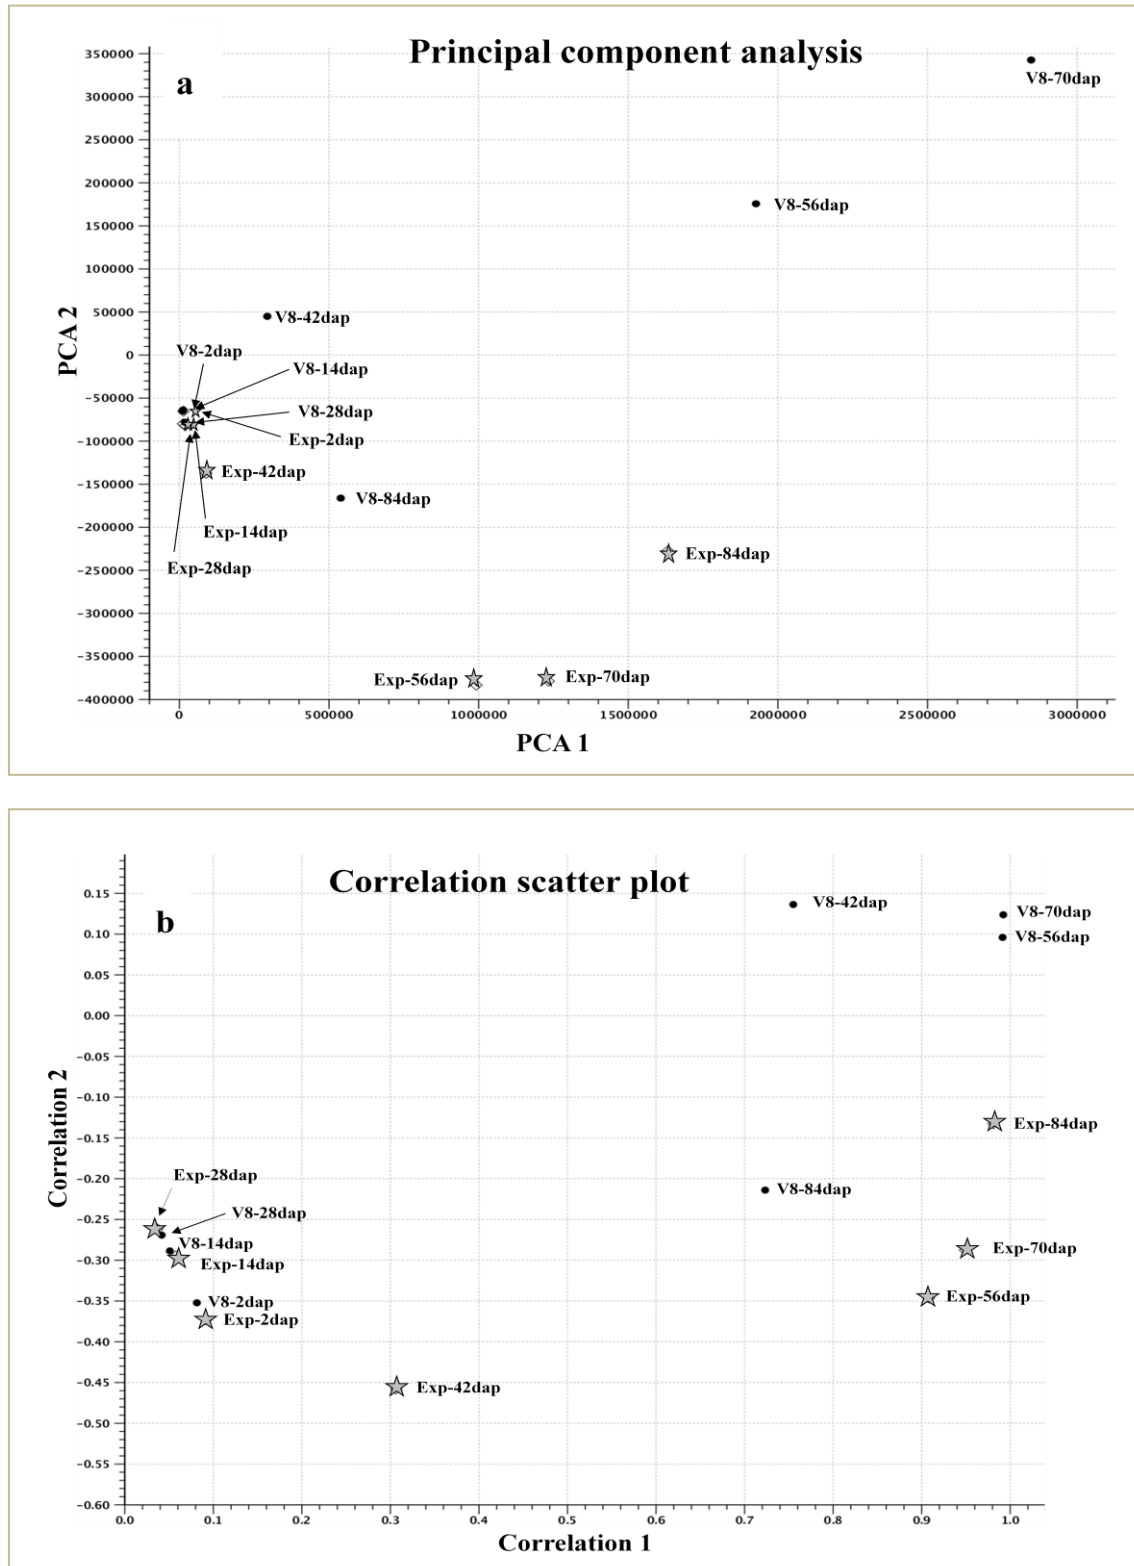 Principal component analysis
a
350000
300000
250000
200000
150000
100000
50000
0
−50000
−100000
−150000
−200000
−250000
−300000
−350000
−400000
PCA 2
V8-70dap
V8-56dap
V8-42dap
V8-2dap
V8-14dap
V8-28dap
Exp-2dap
Exp-42dap
V8-84dap
Exp-14dap
Exp-84dap
Exp-28dap
Exp-56dap
Exp-70dap
0 500000 1000000 1500000 2000000 2500000 3000000
PCA 1
Correlation scatter plot
b
0.15
0.10
0.05
0.00
−0.05
−0.10
−0.15
−0.20
−0.25
−0.30
−0.35
−0.40
−0.45
−0.50
−0.55
−0.60
Correlation 2
V8-42dap
V8-70dap
V8-56dap
Exp-84dap
Exp-28dap
V8-84dap
V8-28dap
V8-14dap
Exp-70dap
Exp-14dap
Exp-56dap
V8-2dap
Exp-2dap
Exp-42dap
0.0 0.1 0.2 0.3 0.4 0.5 0.6 0.7 0.8 0.9 1.0
Correlation 1